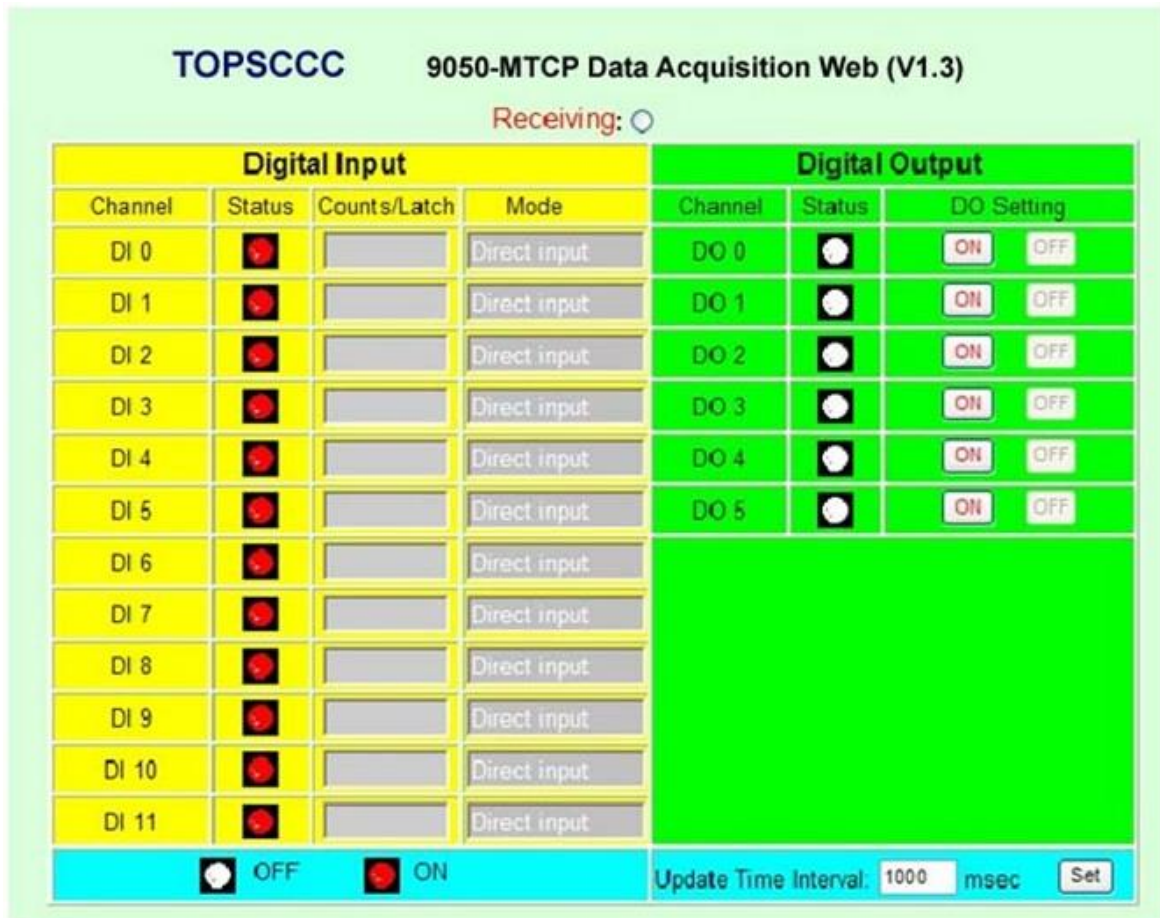 TOPSCCC 9050-MTCP Data Acquisition Web (V1.3)
Receiving:
Digital Input Digital Output
Channel Status Counts/Latch Mode Channel Status DO Setting
DI 0 Direct input DO 0 ON OFF
DI 1 Direct input DO 1 ON OFF
DI 2 Direct input DO 2 ON OFF
DI 3 Direct input DO 3 ON OFF
DI 4 Direct input DO 4 ON OFF
DI 5 Direct input DO 5 ON OFF
DI 6 Direct input
DI 7 Direct input
DI 8 Direct input
DI 9 Direct input
DI 10 Direct input
DI 11 Direct input
OFF ON Update Time Interval: 1000 msec Set